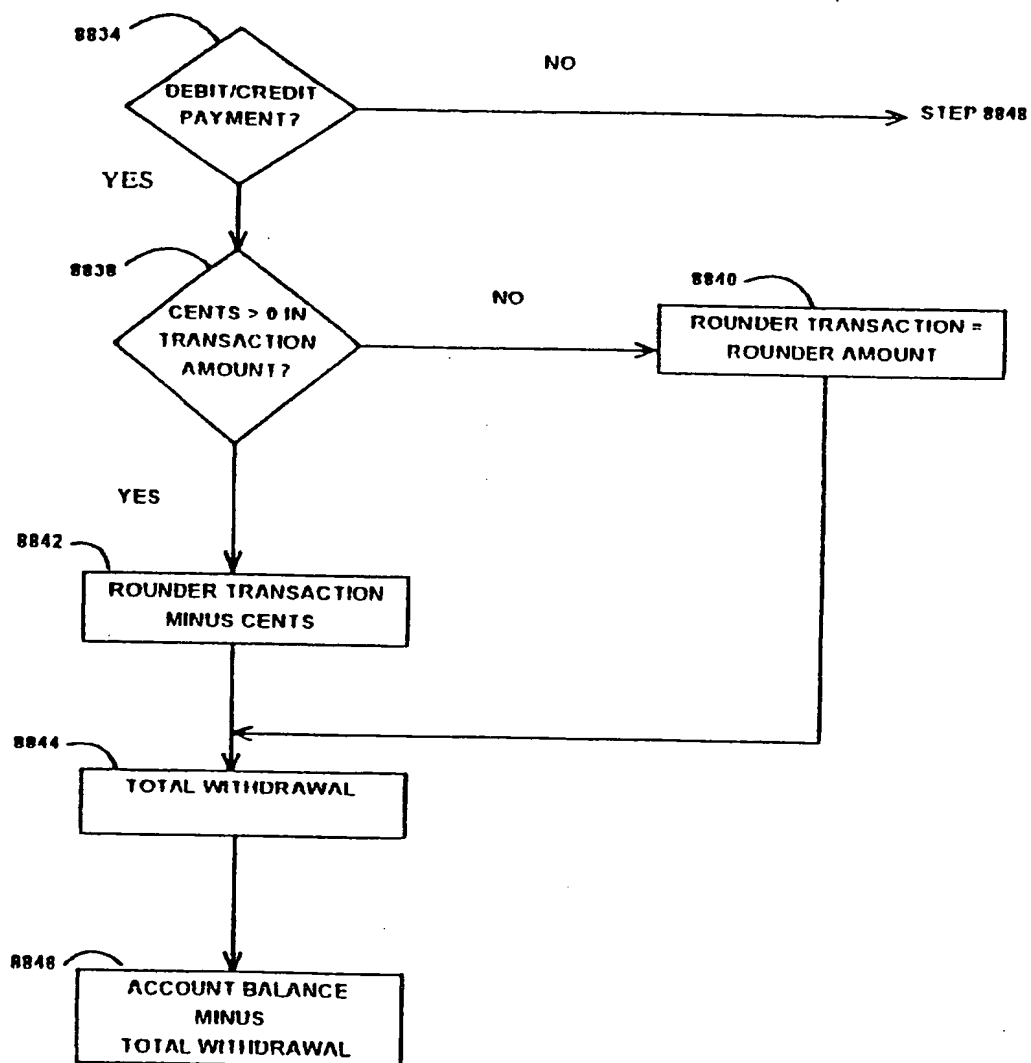 8834
DEBIT/CREDIT
PAYMENT?
NO
STEP 8848
YES
8838
CENTS > 0 IN
TRANSACTION
AMOUNT?
NO
8840
ROUNDER TRANSACTION =
ROUNDER AMOUNT
YES
8842
ROUNDER TRANSACTION
MINUS CENTS
8844
TOTAL WITHDRAWAL
8846
ACCOUNT BALANCE
MINUS
TOTAL WITHDRAWAL